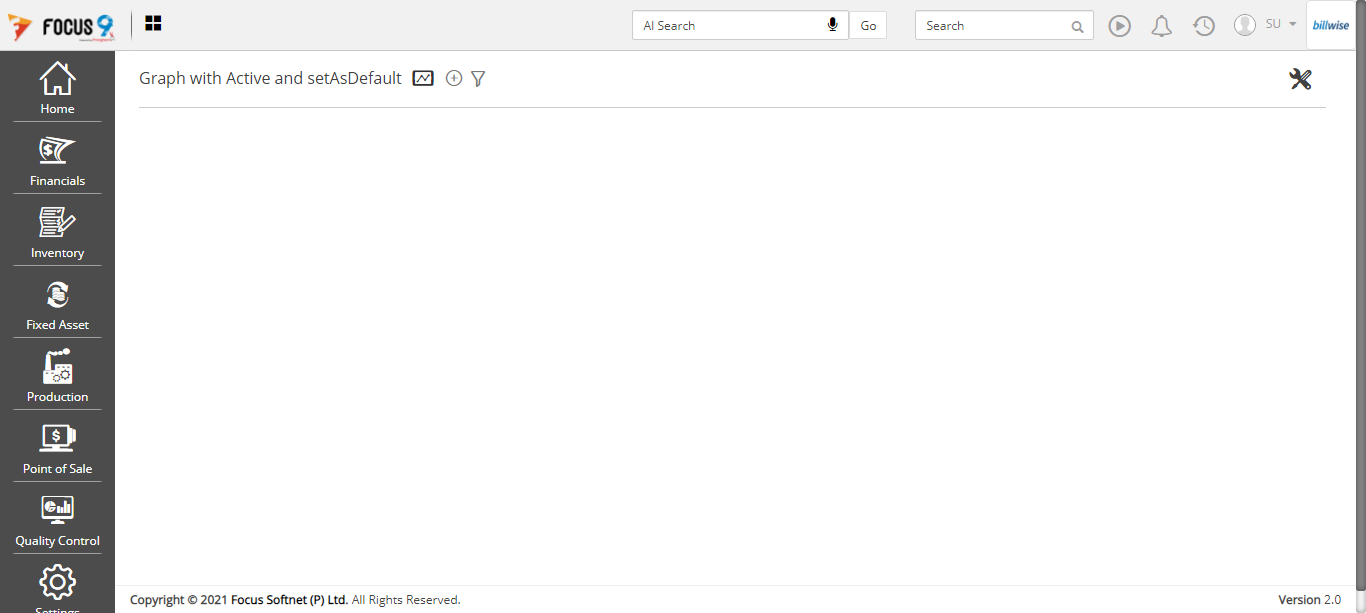 FOCUS 9
AI Search
Go
Search
SU
billwise
Graph with Active and setAsDefault
Home
Financials
Inventory
Fixed Asset
Production
Point of Sale
Quality Control
Settings
Copyright © 2021 Focus Softnet (P) Ltd. All Rights Reserved.
Version 2.0